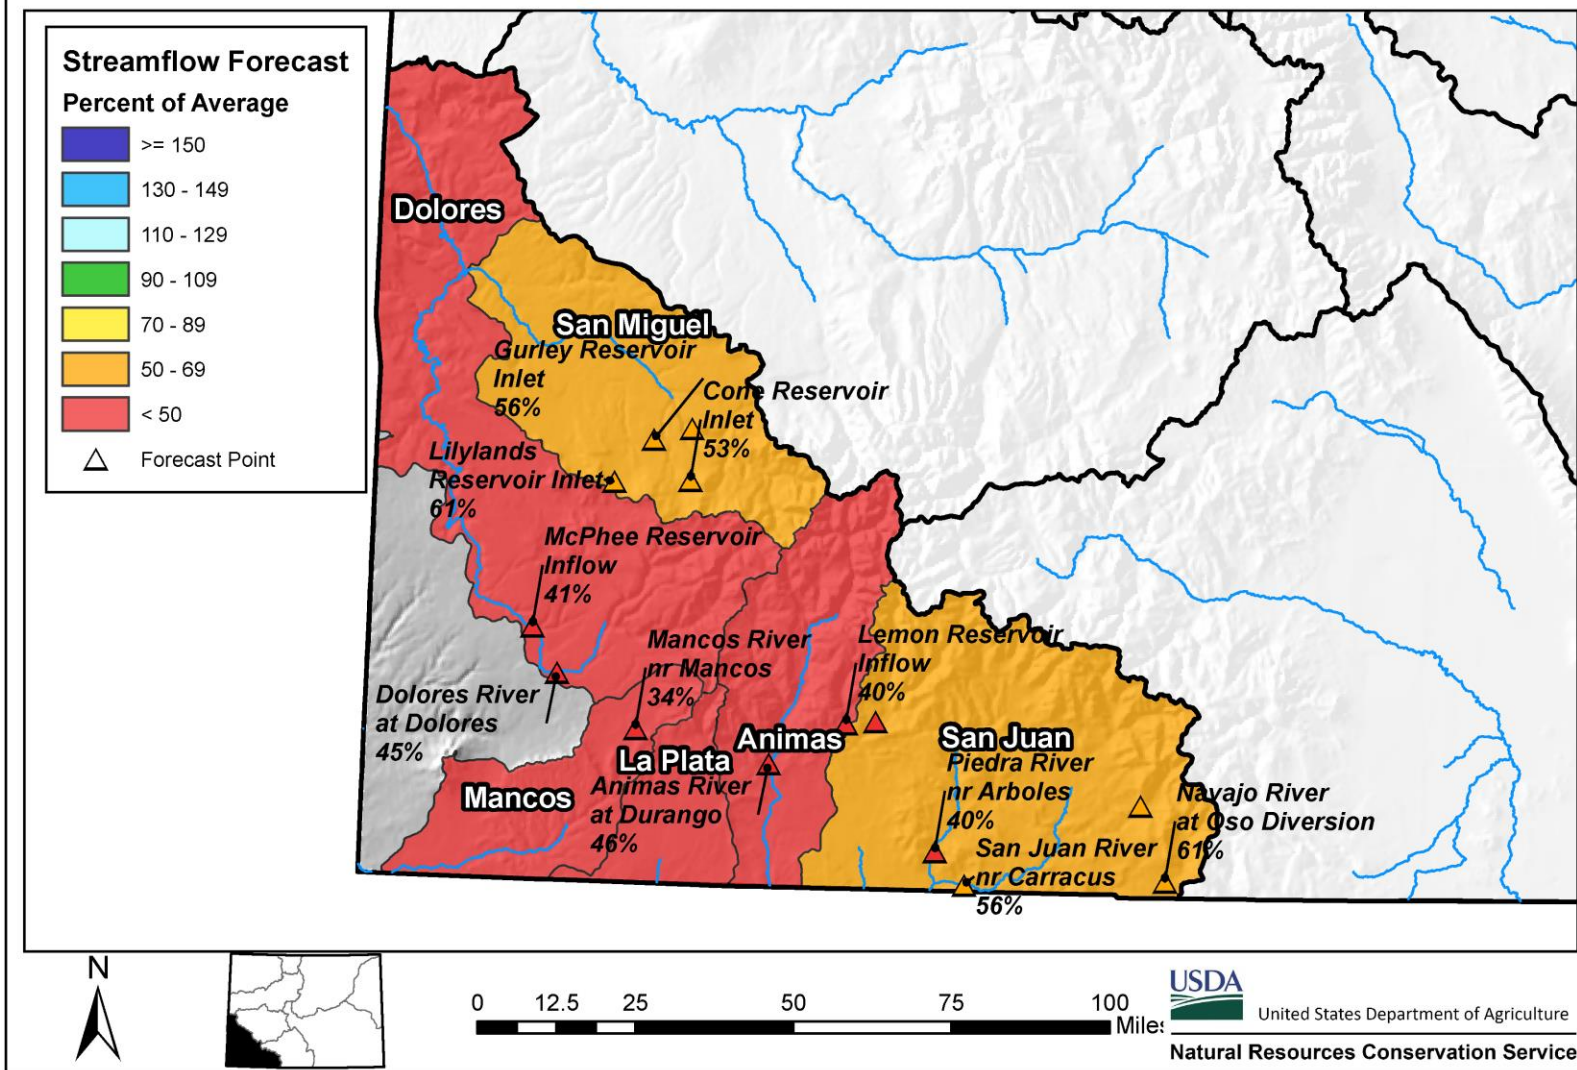 Streamflow Forecast
Percent of Average
>= 150
130 - 149
110 - 129
90 - 109
70 - 89
50 - 69
< 50
Forecast Point
Dolores
San Miguel
Gurley Reservoir
Inlet
56%
Cone Reservoir
Inlet
53%
Lilylands
Reservoir Inlet
61%
McPhee Reservoir
Inflow
41%
Mancos River
nr Mancos
34%
Lemon Reservoir
Inflow
40%
Dolores River
at Dolores
45%
Animas
La Plata
San Juan
Mancos
Animas River
at Durango
46%
Piedra River
nr Arboles
40%
Navajo River
at Oso Diversion
61%
San Juan River
nr Carracus
56%
N
0 12.5 25 50 75 100
Miles
USDA
United States Department of Agriculture
Natural Resources Conservation Service